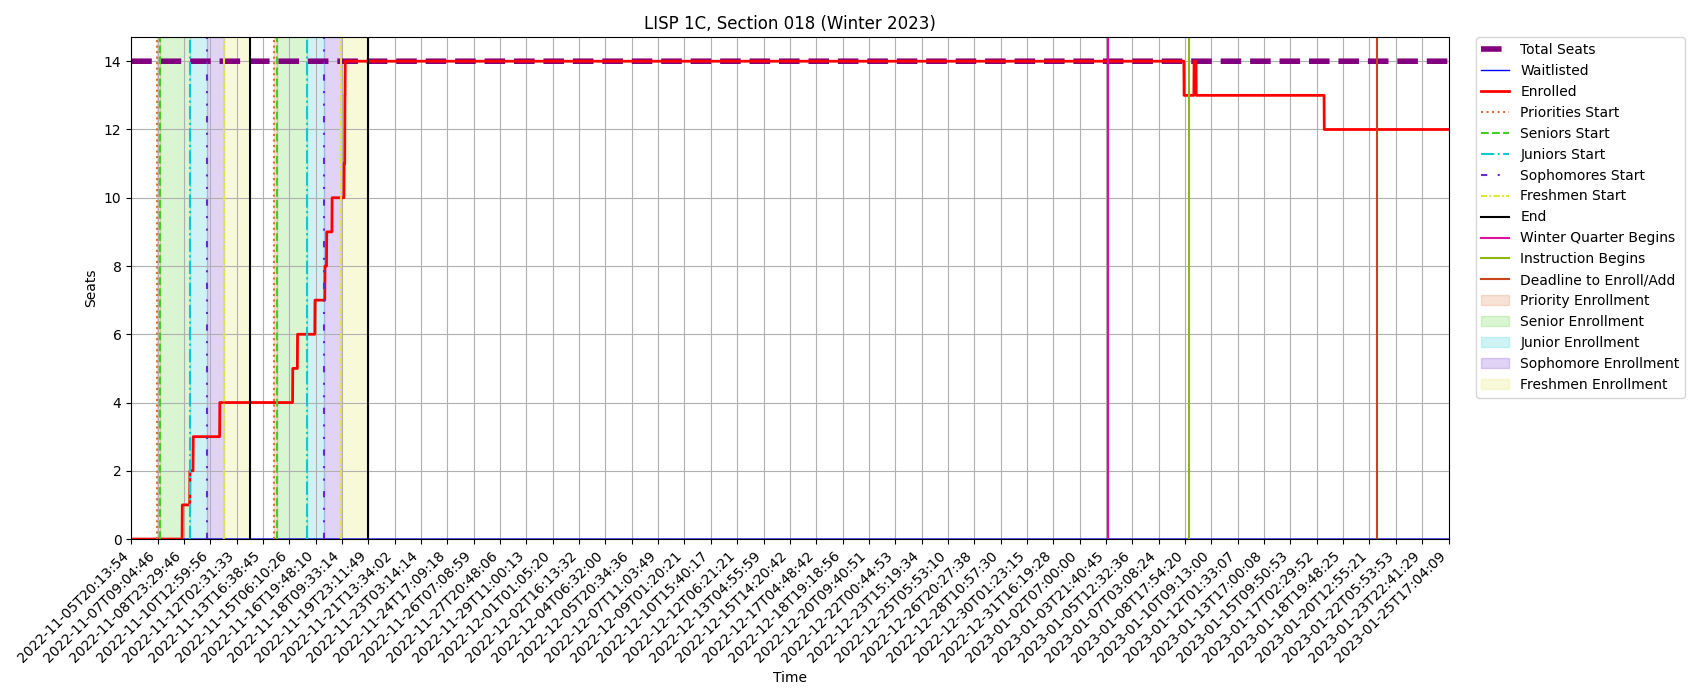 LISP 1C, Section 018 (Winter 2023)
Seats
14
12
10
8
6
4
2
0
2022-11-05T20:13:54
2022-11-07T09:04:46
2022-11-08T23:29:46
2022-11-10T12:59:56
2022-11-12T02:31:33
2022-11-13T16:38:45
2022-11-15T06:10:26
2022-11-16T19:48:10
2022-11-18T09:33:14
2022-11-19T23:11:49
2022-11-21T13:34:02
2022-11-23T03:14:14
2022-11-24T17:09:18
2022-11-26T07:08:59
2022-11-27T20:48:06
2022-11-29T11:00:13
2022-12-01T01:05:20
2022-12-02T16:13:32
2022-12-04T06:32:00
2022-12-05T20:34:36
2022-12-07T11:03:49
2022-12-09T01:20:21
2022-12-10T15:40:17
2022-12-12T06:21:21
2022-12-13T04:55:59
2022-12-15T14:20:42
2022-12-17T04:48:42
2022-12-18T19:18:56
2022-12-20T09:40:51
2022-12-22T00:44:53
2022-12-23T15:19:34
2022-12-25T05:53:10
2022-12-26T20:27:38
2022-12-28T10:57:30
2022-12-30T01:23:15
2022-12-31T16:19:28
2023-01-02T07:00:00
2023-01-03T21:40:45
2023-01-05T12:32:36
2023-01-07T03:08:24
2023-01-08T17:54:20
2023-01-10T09:13:00
2023-01-12T01:33:07
2023-01-13T17:00:08
2023-01-15T09:50:53
2023-01-17T02:29:52
2023-01-18T19:48:25
2023-01-20T12:55:21
2023-01-22T05:53:53
2023-01-23T22:41:29
2023-01-25T17:04:09
Time
Total Seats
Waitlisted
Enrolled
Priorities Start
Seniors Start
Juniors Start
Sophomores Start
Freshmen Start
End
Winter Quarter Begins
Instruction Begins
Deadline to Enroll/Add
Priority Enrollment
Senior Enrollment
Junior Enrollment
Sophomore Enrollment
Freshmen Enrollment